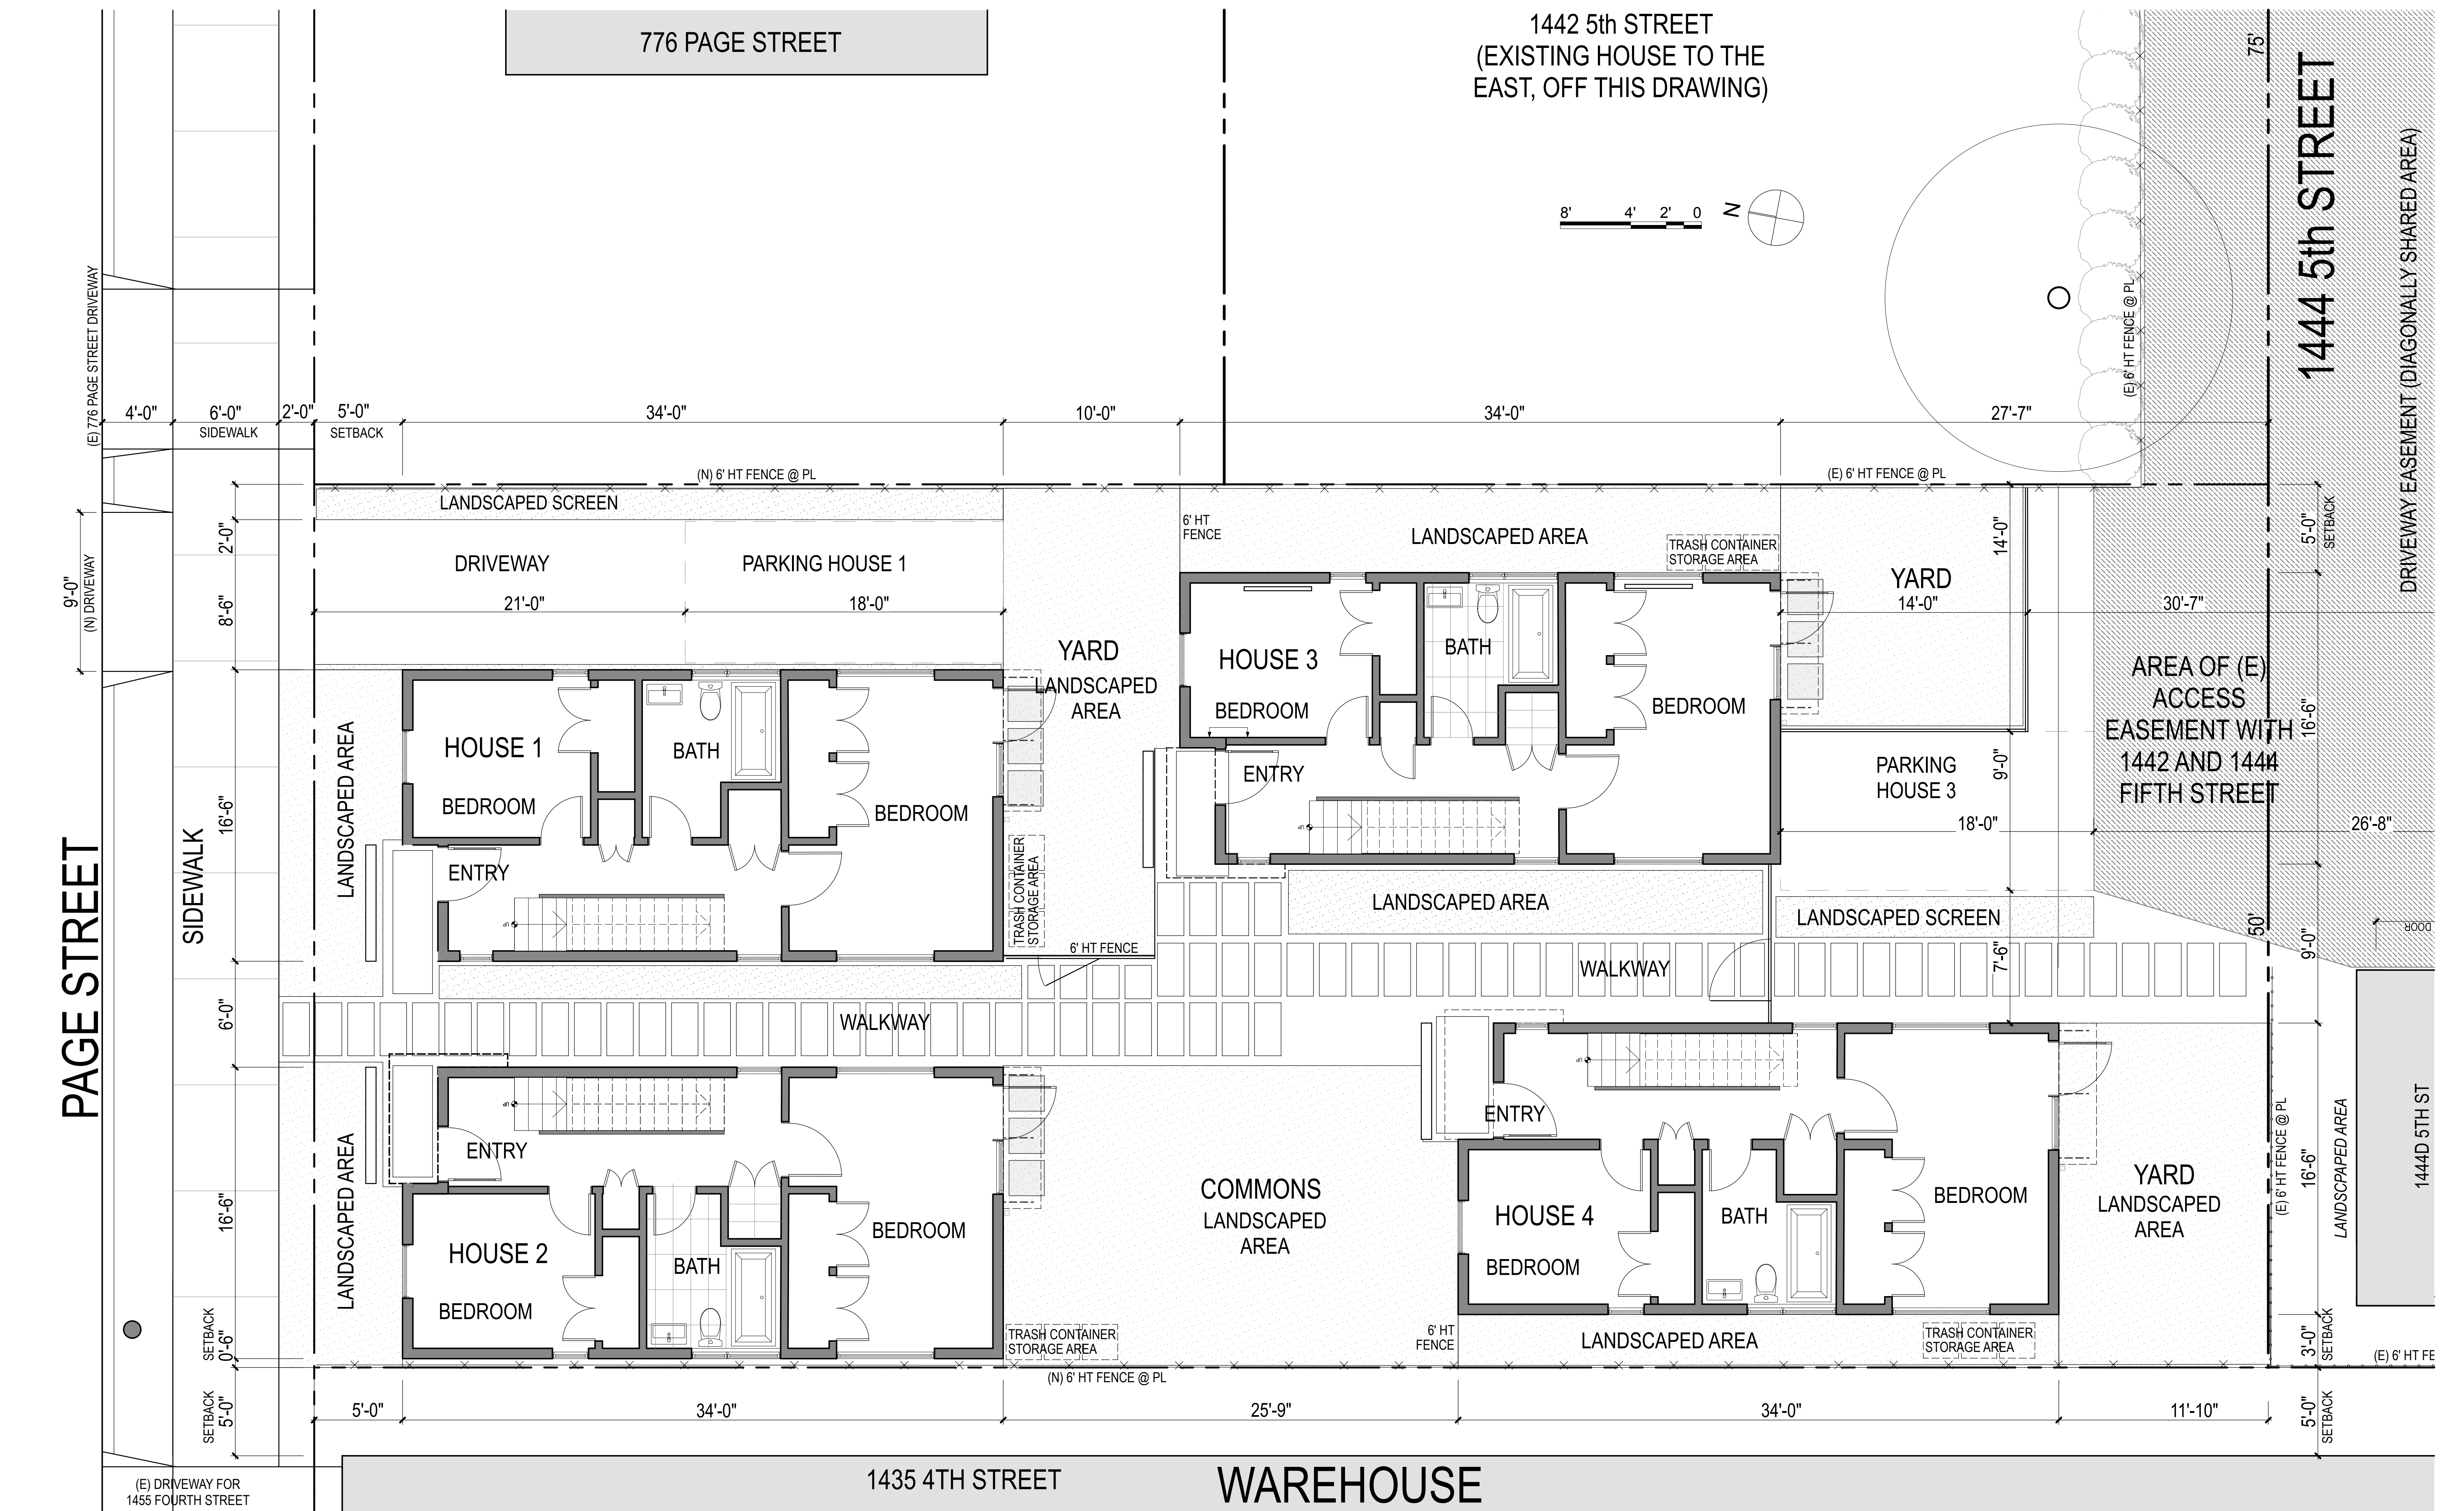 776 PAGE STREET
1442 5th STREET
(EXISTING HOUSE TO THE
EAST, OFF THIS DRAWING)
75'
1444 5th STREET
DRIVEWAY EASEMENT (DIAGONALLY SHARED AREA)
8' 4' 2' 0
N
(E) 6' HT FENCE @ PL
(E) 776 PAGE STREET DRIVEWAY
4'-0" 6'-0" 2'-0" 5'-0" 34'-0" 10'-0" 34'-0" 27'-7"
SIDEWALK
SETBACK
(N) 6' HT FENCE @ PL
(E) 6' HT FENCE @ PL
LANDSCAPED SCREEN
2'-0"
6' HT
FENCE
LANDSCAPED AREA
TRASH CONTAINER
STORAGE AREA
14'-0"
5'-0"
SETBACK
9'-0"
(N) DRIVEWAY
8'-6"
DRIVEWAY
PARKING HOUSE 1
21'-0"
18'-0"
YARD
14'-0"
30'-7"
YARD
LANDSCAPED
AREA
HOUSE 3
BEDROOM
BATH
BEDROOM
ENTRY
up
AREA OF (E)
ACCESS
EASEMENT WITH
1442 AND 1444
FIFTH STREET
16'-6"
PARKING
HOUSE 3
9'-0"
18'-0"
26'-8"
LANDSCAPED AREA
HOUSE 1
BEDROOM
BATH
BEDROOM
ENTRY
up
16'-6"
TRASH CONTAINER
STORAGE AREA
PAGE STREET
SIDEWALK
LANDSCAPED AREA
LANDSCAPED SCREEN
50'
9'-0"
DOOR
6' HT FENCE
WALKWAY
7'-6"
6'-0"
WALKWAY
LANDSCAPED AREA
16'-6"
ENTRY
up
HOUSE 2
BEDROOM
BATH
BEDROOM
COMMONS
LANDSCAPED
AREA
ENTRY
up
HOUSE 4
BEDROOM
BATH
BEDROOM
YARD
LANDSCAPED
AREA
(E) 6' HT FENCE @ PL
16'-6"
LANDSCPAPED AREA
1444D 5TH ST
SETBACK
0'-6"
TRASH CONTAINER
STORAGE AREA
6' HT
FENCE
LANDSCAPED AREA
TRASH CONTAINER
STORAGE AREA
3'-0"
SETBACK
(E) 6' HT FE
(N) 6' HT FENCE @ PL
SETBACK
5'-0"
5'-0" 34'-0" 25'-9" 34'-0" 11'-10"
5'-0"
SETBACK
(E) DRIVEWAY FOR
1455 FOURTH STREET
1435 4TH STREET
WAREHOUSE